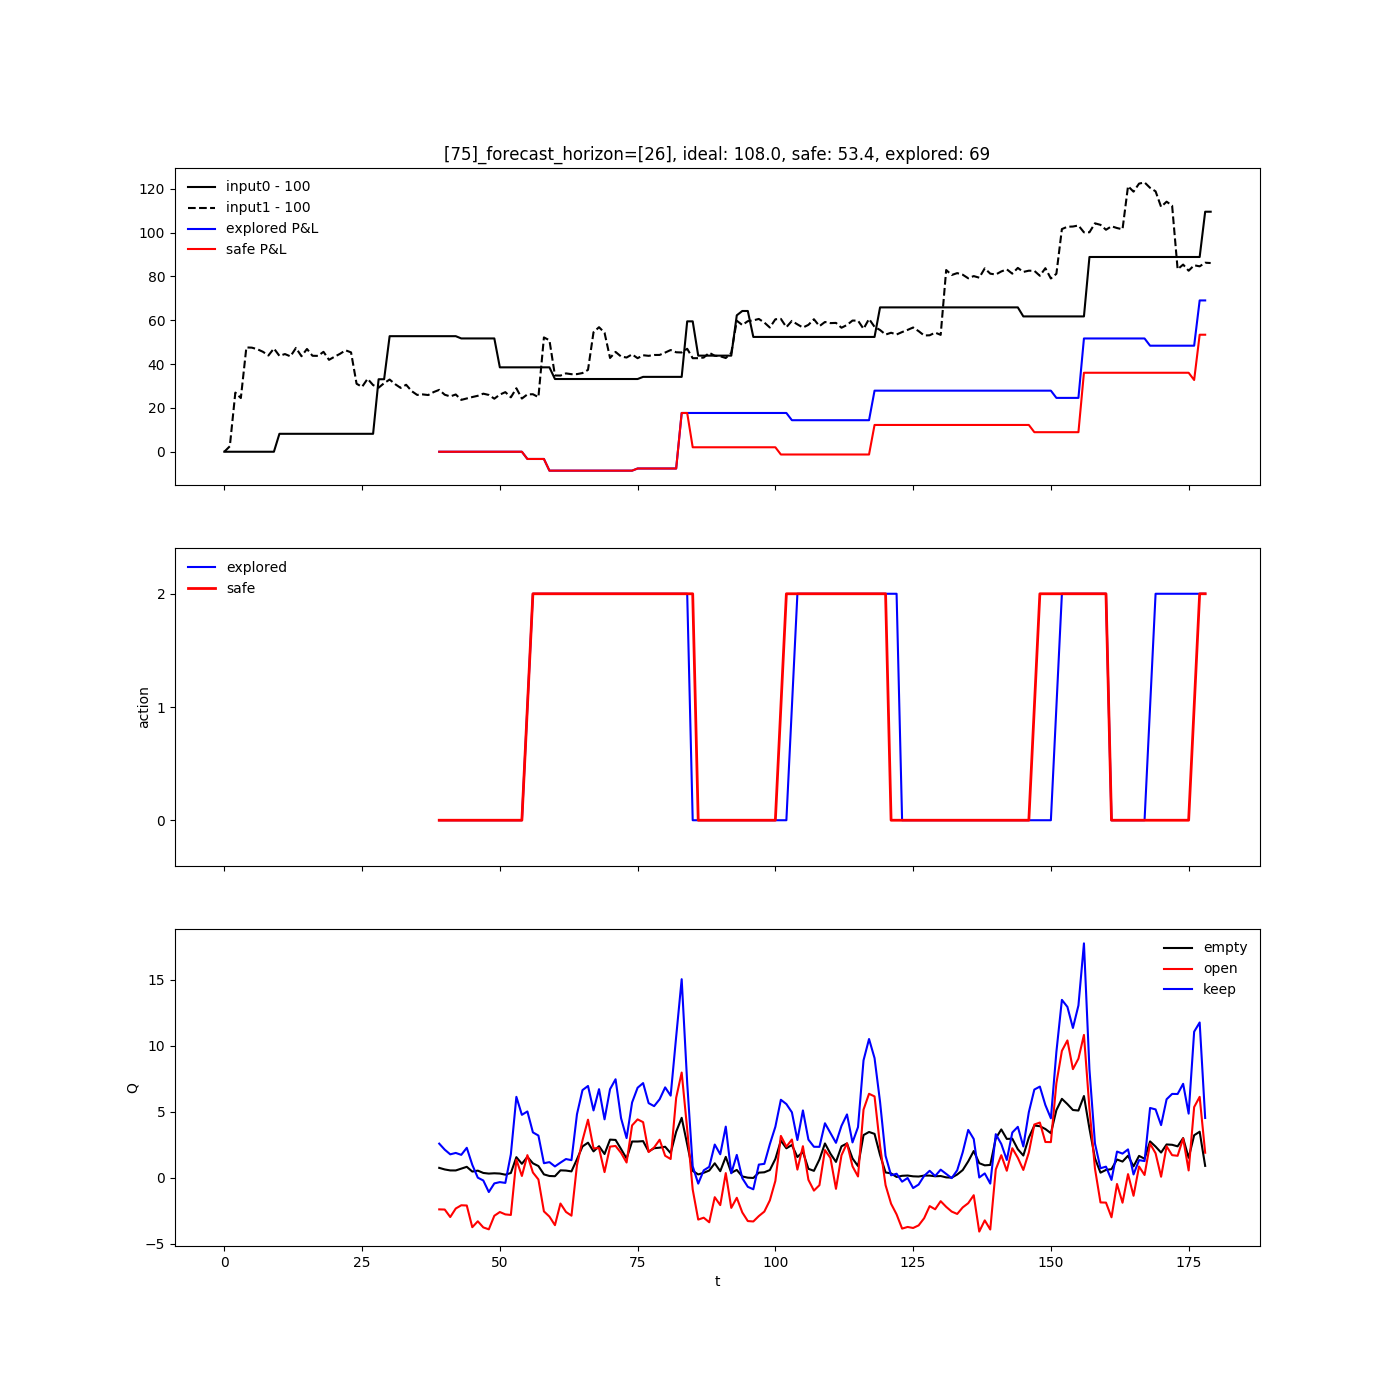 [75]_forecast_horizon=[26], ideal: 108.0, safe: 53.4, explored: 69
120
100
80
60
40
20
0
input0 - 100
input1 - 100
explored P&L
safe P&L
action
2
1
0
explored
safe
Q
15
10
5
0
−5
empty
open
keep
0 25 50 75 100 125 150 175
t